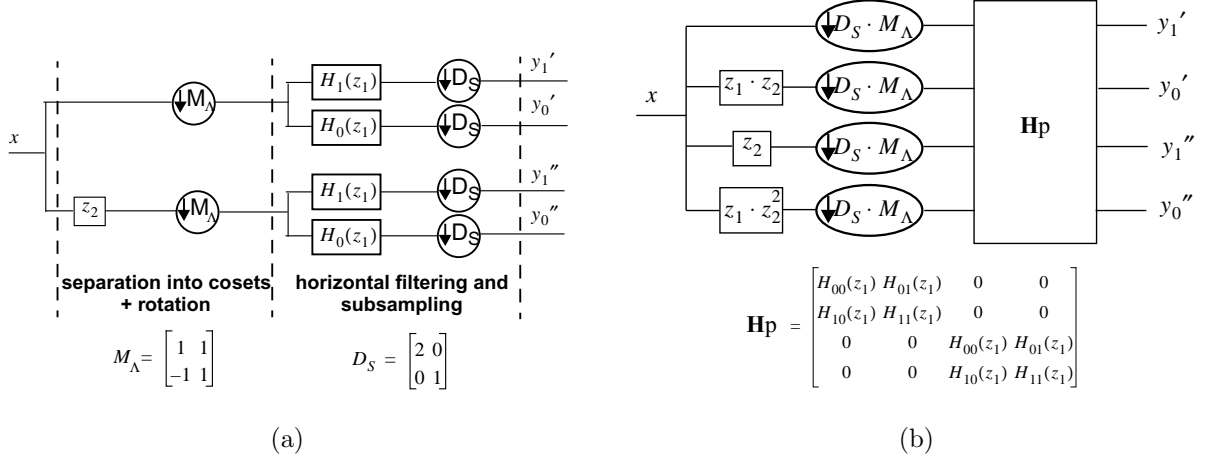 x
↓M_Λ
z_2
↓M_Λ
H_1(z_1)
↓D_S
y_1′
H_0(z_1)
↓D_S
y_0′
H_1(z_1)
↓D_S
y_1″
H_0(z_1)
↓D_S
y_0″
separation into cosets
+ rotation
horizontal filtering and
subsampling
M_Λ = [1 1
-1 1]
D_S = [2 0
0 1]
(a)
x
↓D_S · M_Λ
y_1′
z_1 · z_2
↓D_S · M_Λ
y_0′
z_2
↓D_S · M_Λ
y_1″
z_1 · z_2^2
↓D_S · M_Λ
y_0″
Hp
Hp =
H_00(z_1) H_01(z_1) 0 0
H_10(z_1) H_11(z_1) 0 0
0 0 H_00(z_1) H_01(z_1)
0 0 H_10(z_1) H_11(z_1)
(b)